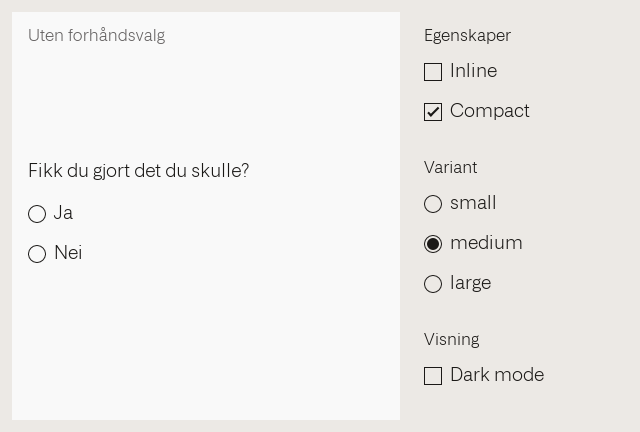 Uten forhåndsvalg
Fikk du gjort det du skulle?
Ja
Nei
Egenskaper
Inline
Compact
Variant
small
medium
large
Visning
Dark mode